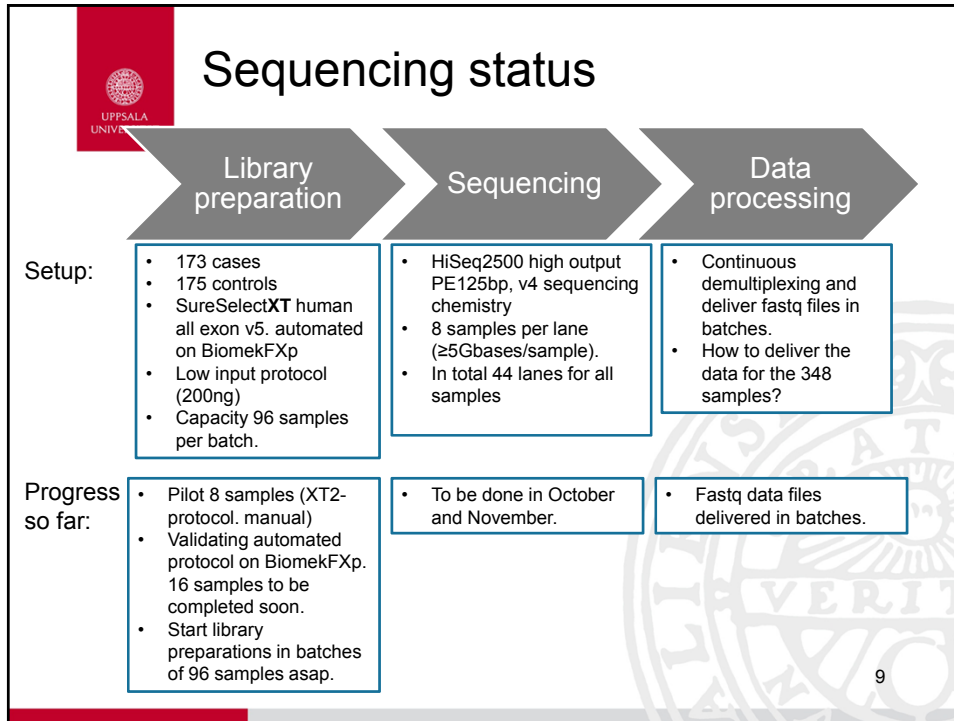 Sequencing status
UPPSALA
Library
preparation
Sequencing
Data
processing
Setup:
• 173 cases
• 175 controls
• SureSelectXT human
all exon v5. automated
on BiomekFXp
• Low input protocol
(200ng)
• Capacity 96 samples
per batch.
• HiSeq2500 high output
PE125bp, v4 sequencing
chemistry
• 8 samples per lane
(≥5Gbases/sample).
• In total 44 lanes for all
samples
• Continuous
demultiplexing and
deliver fastq files in
batches.
• How to deliver the
data for the 348
samples?
Progress
so far:
• Pilot 8 samples (XT2-
protocol. manual)
• Validating automated
protocol on BiomekFXp.
16 samples to be
completed soon.
• Start library
preparations in batches
of 96 samples asap.
• To be done in October
and November.
• Fastq data files
delivered in batches.
VERIT
9